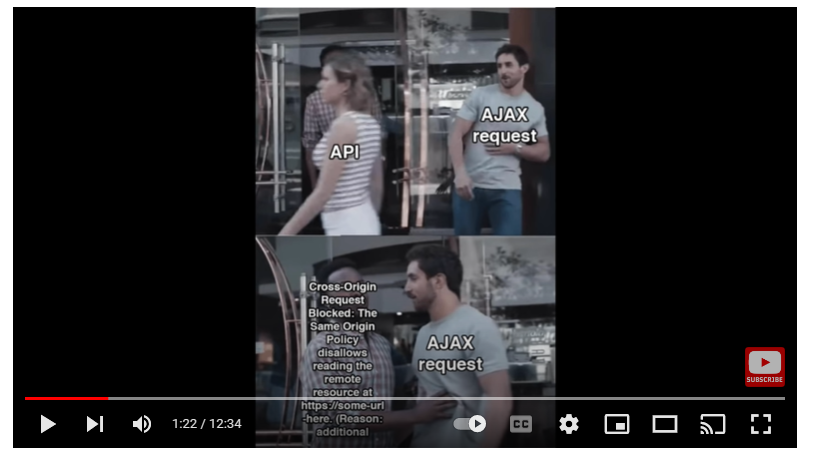 API
AJAX
request
Cross-Origin
Request
Blocked: The
Same Origin
Policy
disallows
reading the
remote
resource at
https://some-url
-here. (Reason:
additional
AJAX
request
SUBSCRIBE
1:22 / 12:34
CC